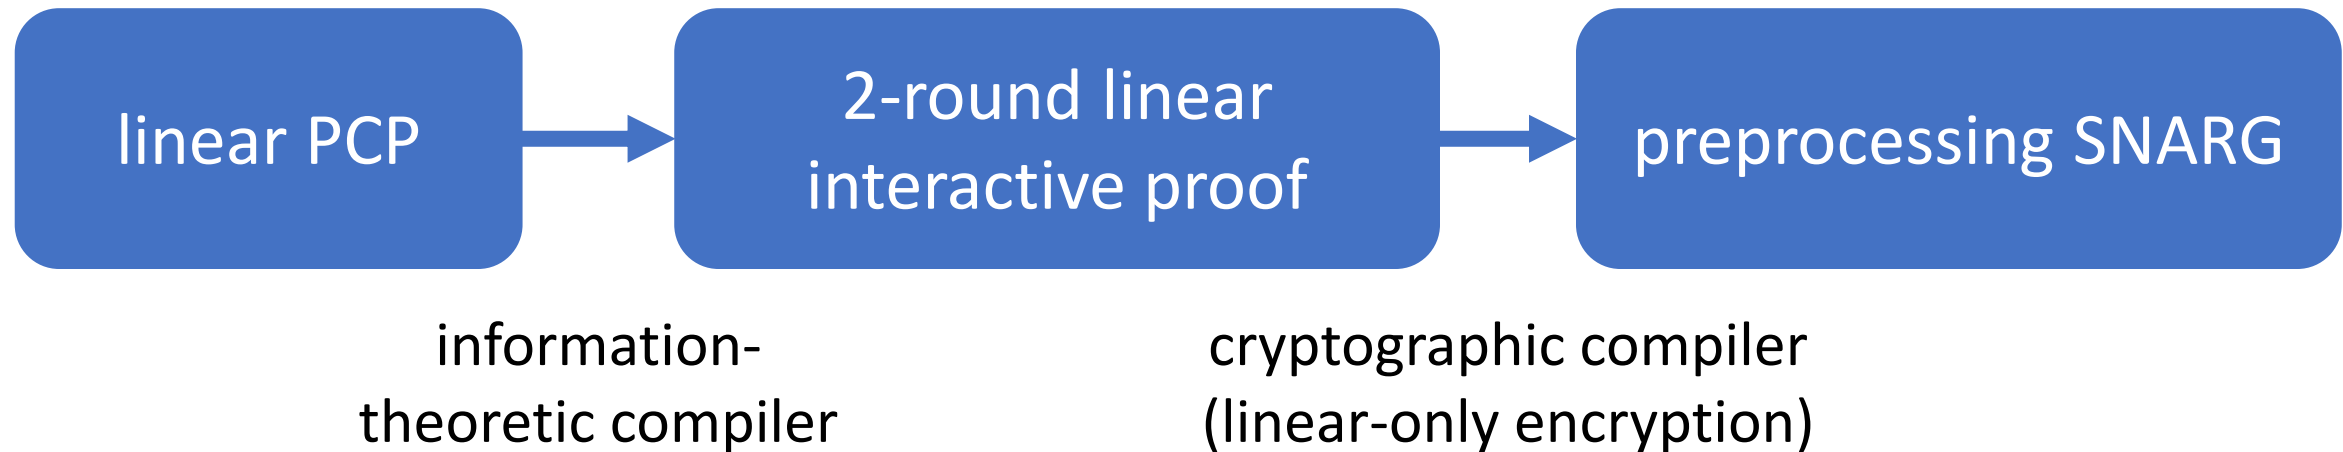 linear PCP
2-round linear
interactive proof
preprocessing SNARG
information-
theoretic compiler
cryptographic compiler
(linear-only encryption)